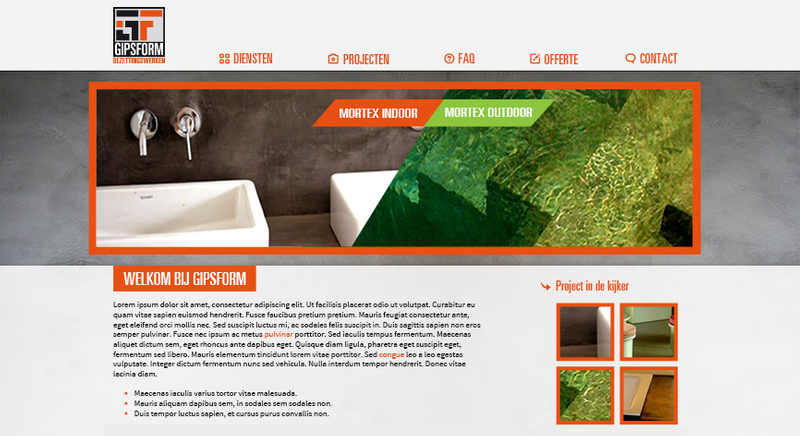 GIPSFORM
BEZETTINGSWERKEN
DIENSTEN
PROJECTEN
FAQ
OFFERTE
CONTACT
MORTEX INDOOR
MORTEX OUTDOOR
WELKOM BIJ GIPSFORM
Lorem ipsum dolor sit amet, consectetur adipiscing elit. Ut facilisis placerat odio ut volutpat. Curabitur eu
quam vitae sapien euismod hendrerit. Fusce faucibus pretium pretium. Mauris feugiat consectetur ante,
eget eleifend orci mollis nec. Sed suscipit luctus mi, ac sodales felis suscipit in. Duis sagittis sapien non eros
semper pulvinar. Fusce nec ipsum ac metus pulvinar porttitor. Sed iaculis tempus fermentum. Maecenas
aliquet dictum sem, eget rhoncus ante dapibus eget. Quisque diam ligula, pharetra eget suscipit eget,
fermentum sed libero. Mauris elementum tincidunt lorem vitae porttitor. Sed congue leo a leo egestas
vulputate. Integer dictum fermentum nunc sed vehicula. Nulla interdum tempor hendrerit. Donec vitae
lacinia diam.
Maecenas iaculis varius tortor vitae malesuada.
Mauris aliquam dapibus sem, in sodales sem sodales non.
Duis tempor luctus sapien, et cursus purus convallis non.
Project in de kijker